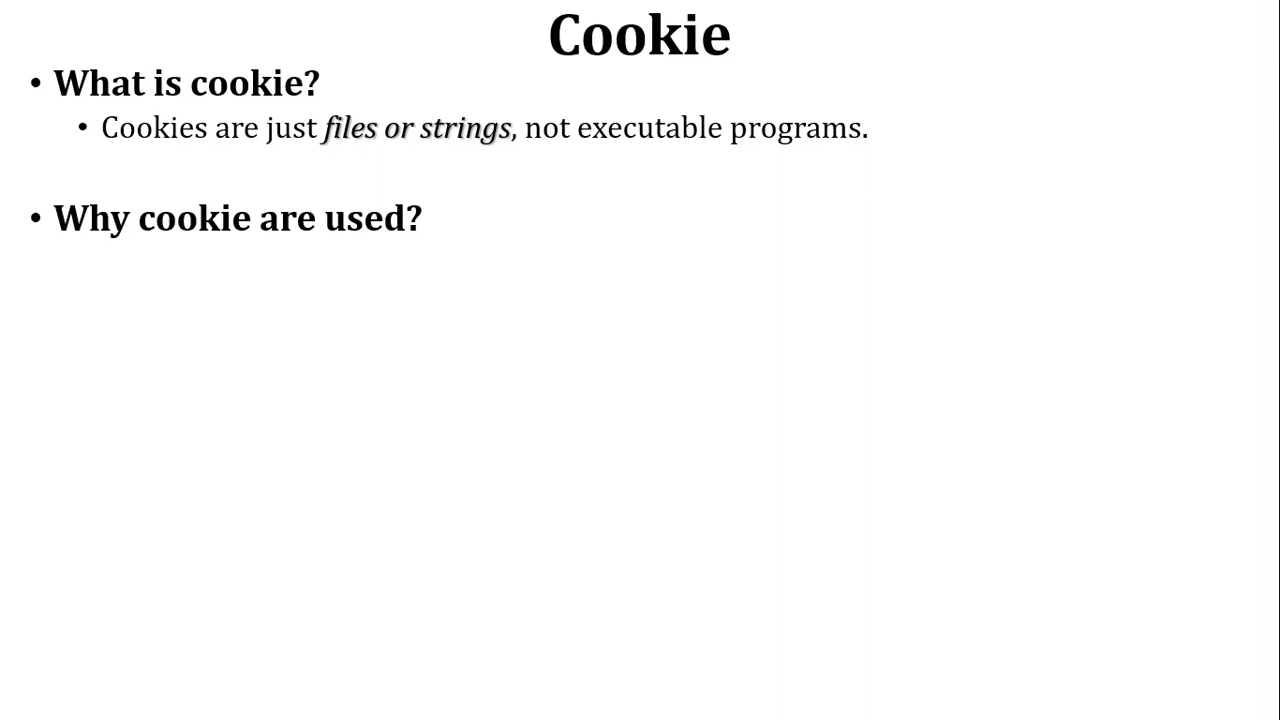 Cookie
• What is cookie?
• Cookies are just files or strings, not executable programs.
• Why cookie are used?